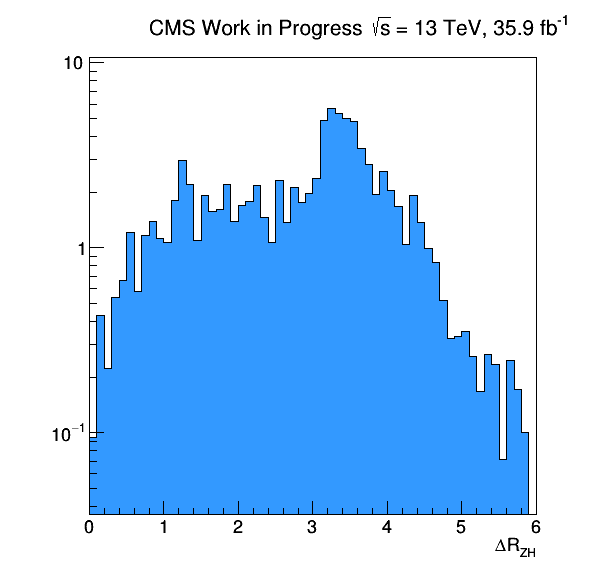 CMS Work in Progress √s = 13 TeV, 35.9 fb⁻¹
10
1
10⁻¹
0 1 2 3 4 5 6
ΔR_ZH